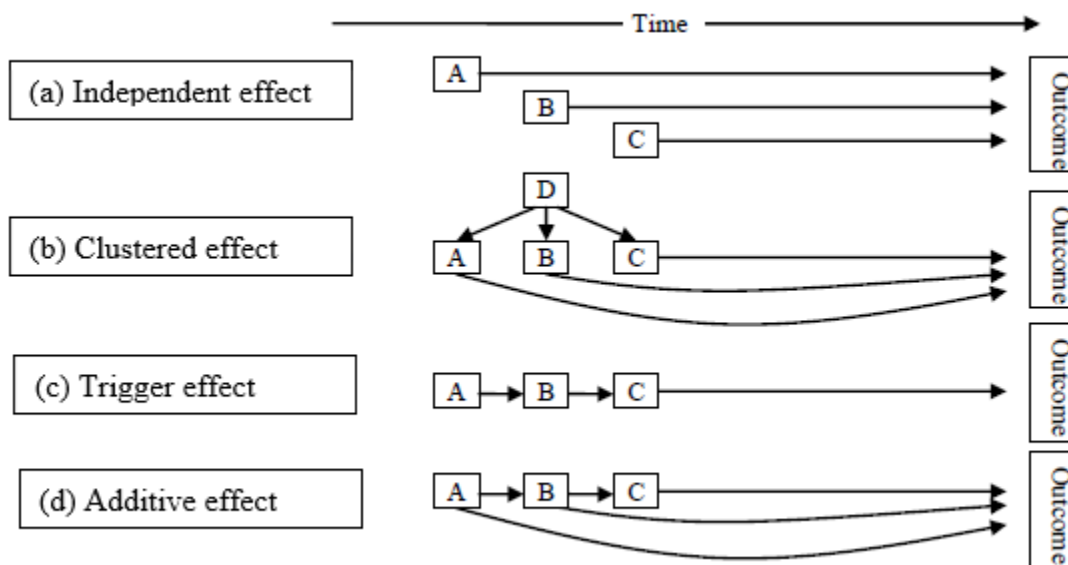 Time
(a) Independent effect
A
B
C
Outcome
D
(b) Clustered effect
A B C
Outcome
(c) Trigger effect
A B C
Outcome
(d) Additive effect
A B C
Outcome